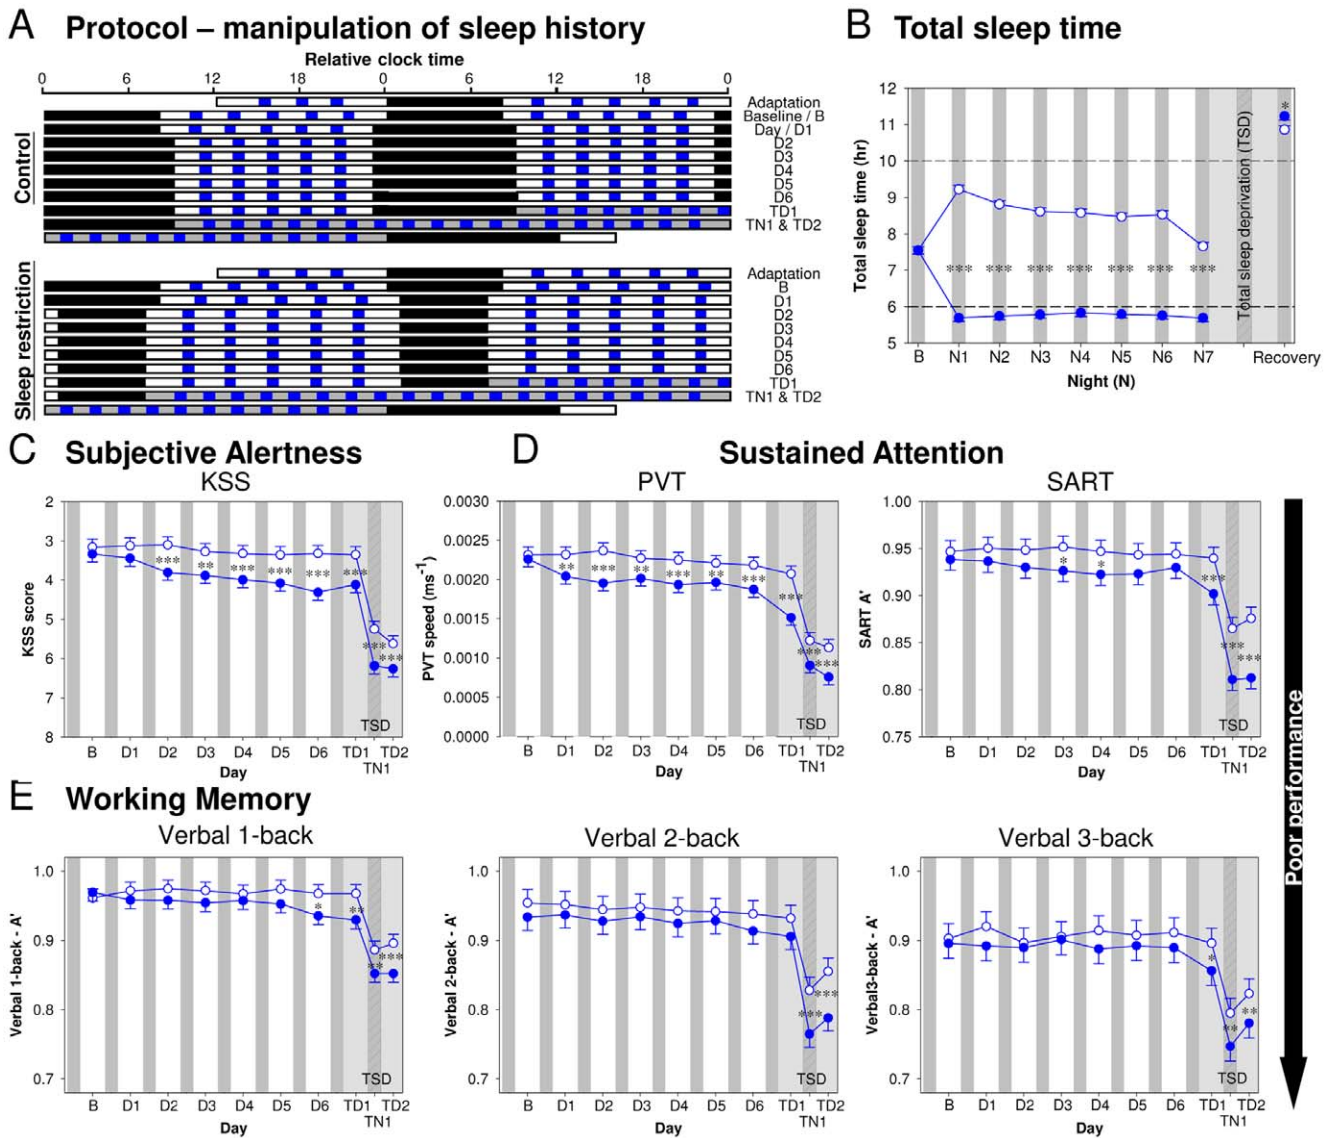 A Protocol – manipulation of sleep history
Relative clock time
0 6 12 18 0 6 12 18 0
Control
Adaptation
Baseline / B
Day / D1
D2
D3
D4
D5
D6
TD1
TN1 & TD2
Sleep restriction
Adaptation
B
D1
D2
D3
D4
D5
D6
TD1
TN1 & TD2
B Total sleep time
Total sleep time (hr)
12
11
10
9
8
7
6
5
*
*** *** *** *** *** *** ***
Total sleep deprivation (TSD)
B N1 N2 N3 N4 N5 N6 N7 Recovery
Night (N)
C Subjective Alertness
KSS
KSS score
2
3
4
5
6
7
8
*** ** *** *** *** *** *** ***
TSD
B D1 D2 D3 D4 D5 D6 TD1 TD2
TN1
Day
D Sustained Attention
PVT
PVT speed (ms-1)
0.0030
0.0025
0.0020
0.0015
0.0010
0.0005
0.0000
** *** ** *** ** *** *** *** ***
TSD
B D1 D2 D3 D4 D5 D6 TD1 TD2
TN1
Day
SART
SART A'
1.00
0.95
0.90
0.85
0.80
0.75
* * *** *** ***
TSD
B D1 D2 D3 D4 D5 D6 TD1 TD2
TN1
Day
Poor performance
E Working Memory
Verbal 1-back
Verbal 1-back - A'
1.0
0.9
0.8
0.7
* ** ** ***
TSD
B D1 D2 D3 D4 D5 D6 TD1 TD2
TN1
Day
Verbal 2-back
Verbal 2-back - A'
1.0
0.9
0.8
0.7
*** ***
TSD
B D1 D2 D3 D4 D5 D6 TD1 TD2
TN1
Day
Verbal 3-back
Verbal3-back - A'
1.0
0.9
0.8
0.7
* ** **
TSD
B D1 D2 D3 D4 D5 D6 TD1 TD2
TN1
Day